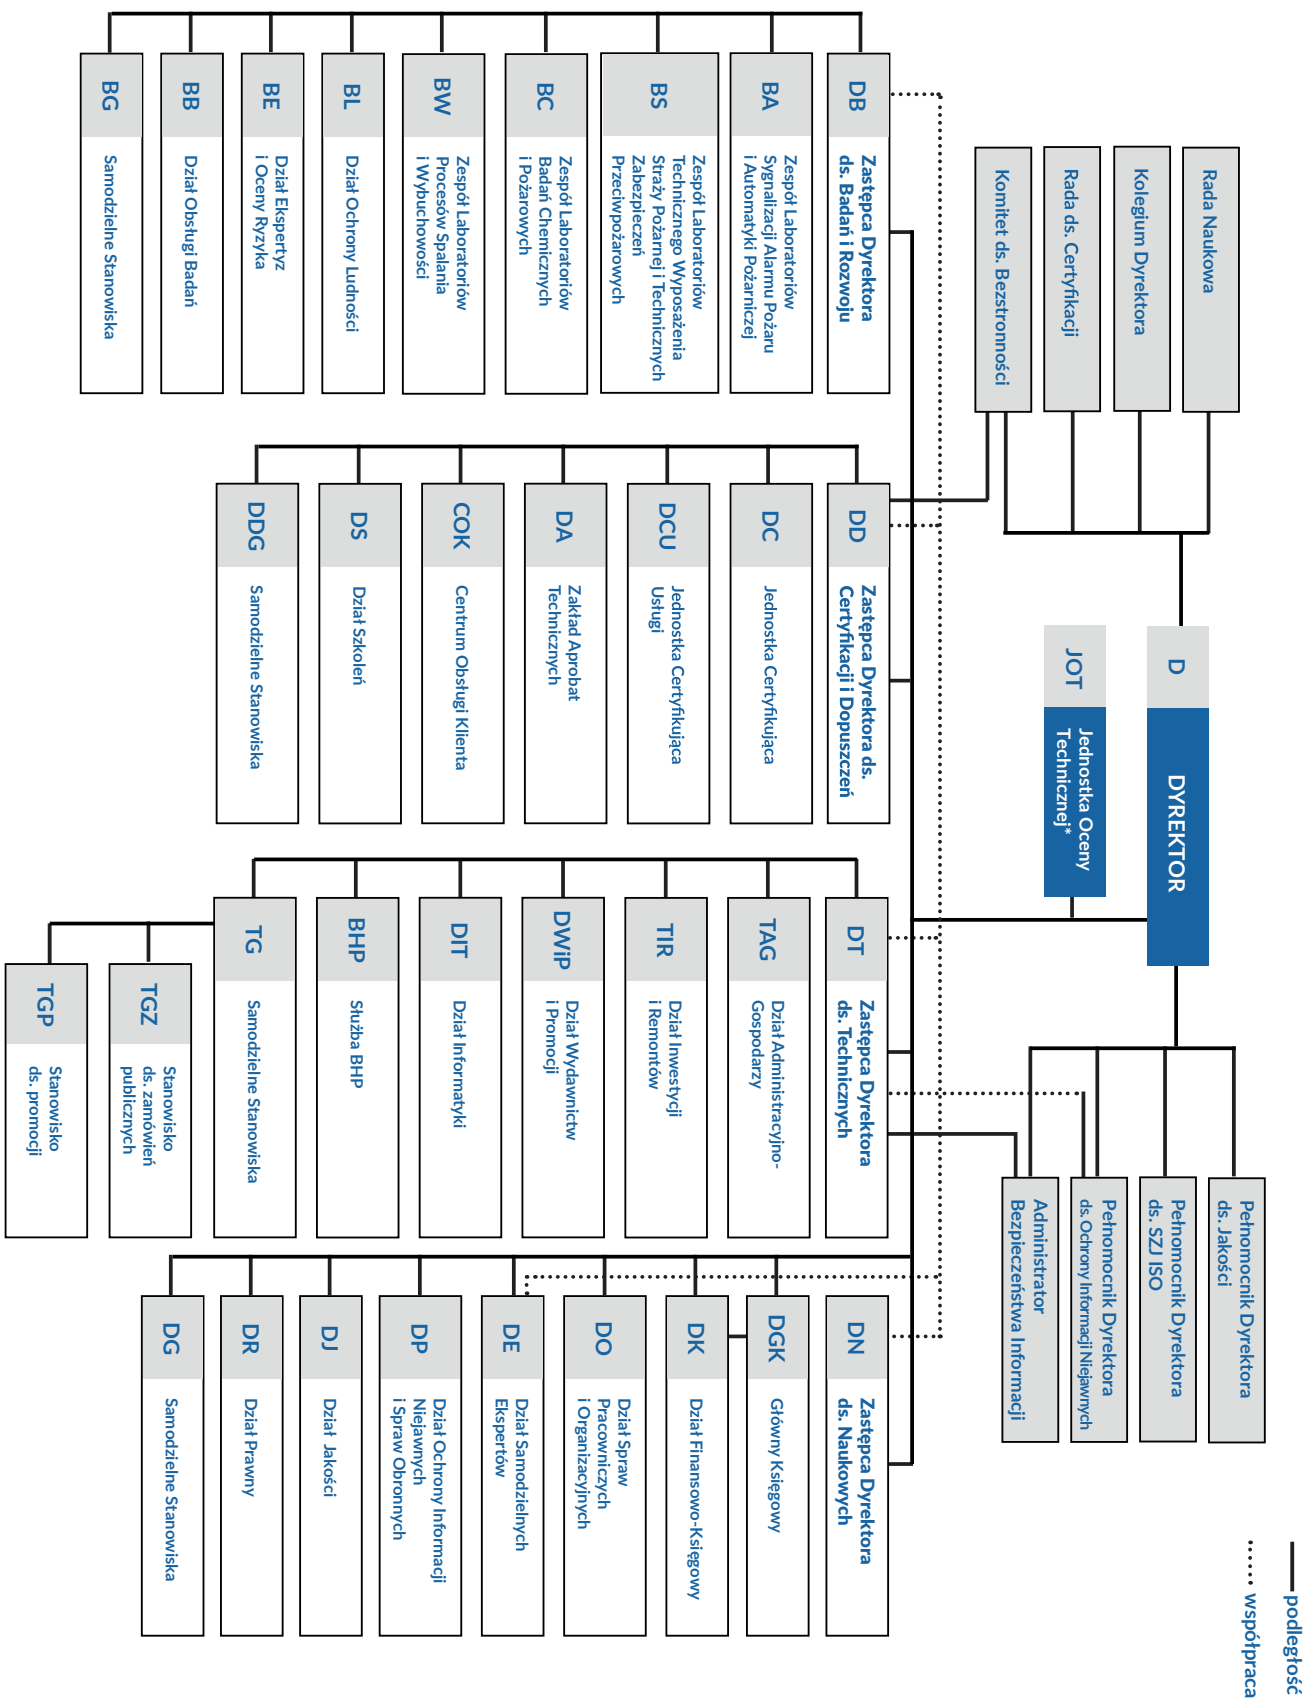 podległość
współpraca
Rada Naukowa
Kolegium Dyrektora
Rada ds. Certyfikacji
Komitet ds. Bezstronności
D
DYREKTOR
JOT
Jednostka Oceny
Technicznej*
Pełnomocnik Dyrektora
ds. Jakości
Pełnomocnik Dyrektora
ds. SZJ ISO
Pełnomocnik Dyrektora
ds. Ochrony Informacji Niejawnych
Administrator
Bezpieczeństwa Informacji
DB
Zastępca Dyrektora
ds. Badań i Rozwoju
BA
Zespół Laboratoriów
Sygnalizacji Alarmu Pożaru
i Automatyki Pożarniczej
BS
Zespół Laboratoriów
Technicznego Wyposażenia
Straży Pożarnej i Technicznych
Zabezpieczeń
Przeciwpożarowych
BC
Zespół Laboratoriów
Badań Chemicznych
i Pożarowych
BW
Zespół Laboratoriów
Procesów Spalania
i Wybuchowości
BL
Dział Ochrony Ludności
BE
Dział Ekspertyz
i Oceny Ryzyka
BB
Dział Obsługi Badań
BG
Samodzielne Stanowiska
DD
Zastępca Dyrektora ds.
Certyfikacji i Dopuszczeń
DC
Jednostka Certyfikująca
DCU
Jednostka Certyfikująca
Usługi
DA
Zakład Aprobat
Technicznych
COK
Centrum Obsługi Klienta
DS
Dział Szkoleń
DDG
Samodzielne Stanowiska
DT
Zastępca Dyrektora
ds. Technicznych
TAG
Dział Administracyjno-
Gospodarzy
TIR
Dział Inwestycji
i Remontów
DWiP
Dział Wydawnictw
i Promocji
DIT
Dział Informatyki
BHP
Służba BHP
TG
Samodzielne Stanowiska
TGZ
Stanowisko
ds. zamówień
publicznych
TGP
Stanowisko
ds. promocji
DN
Zastępca Dyrektora
ds. Naukowych
DGK
Główny Księgowy
DK
Dział Finansowo-Księgowy
DO
Dział Spraw
Pracowniczych
i Organizacyjnych
DE
Dział Samodzielnych
Ekspertów
DP
Dział Ochrony Informacji
Niejawnych
i Spraw Obronnych
DJ
Dział Jakości
DR
Dział Prawny
DG
Samodzielne Stanowiska